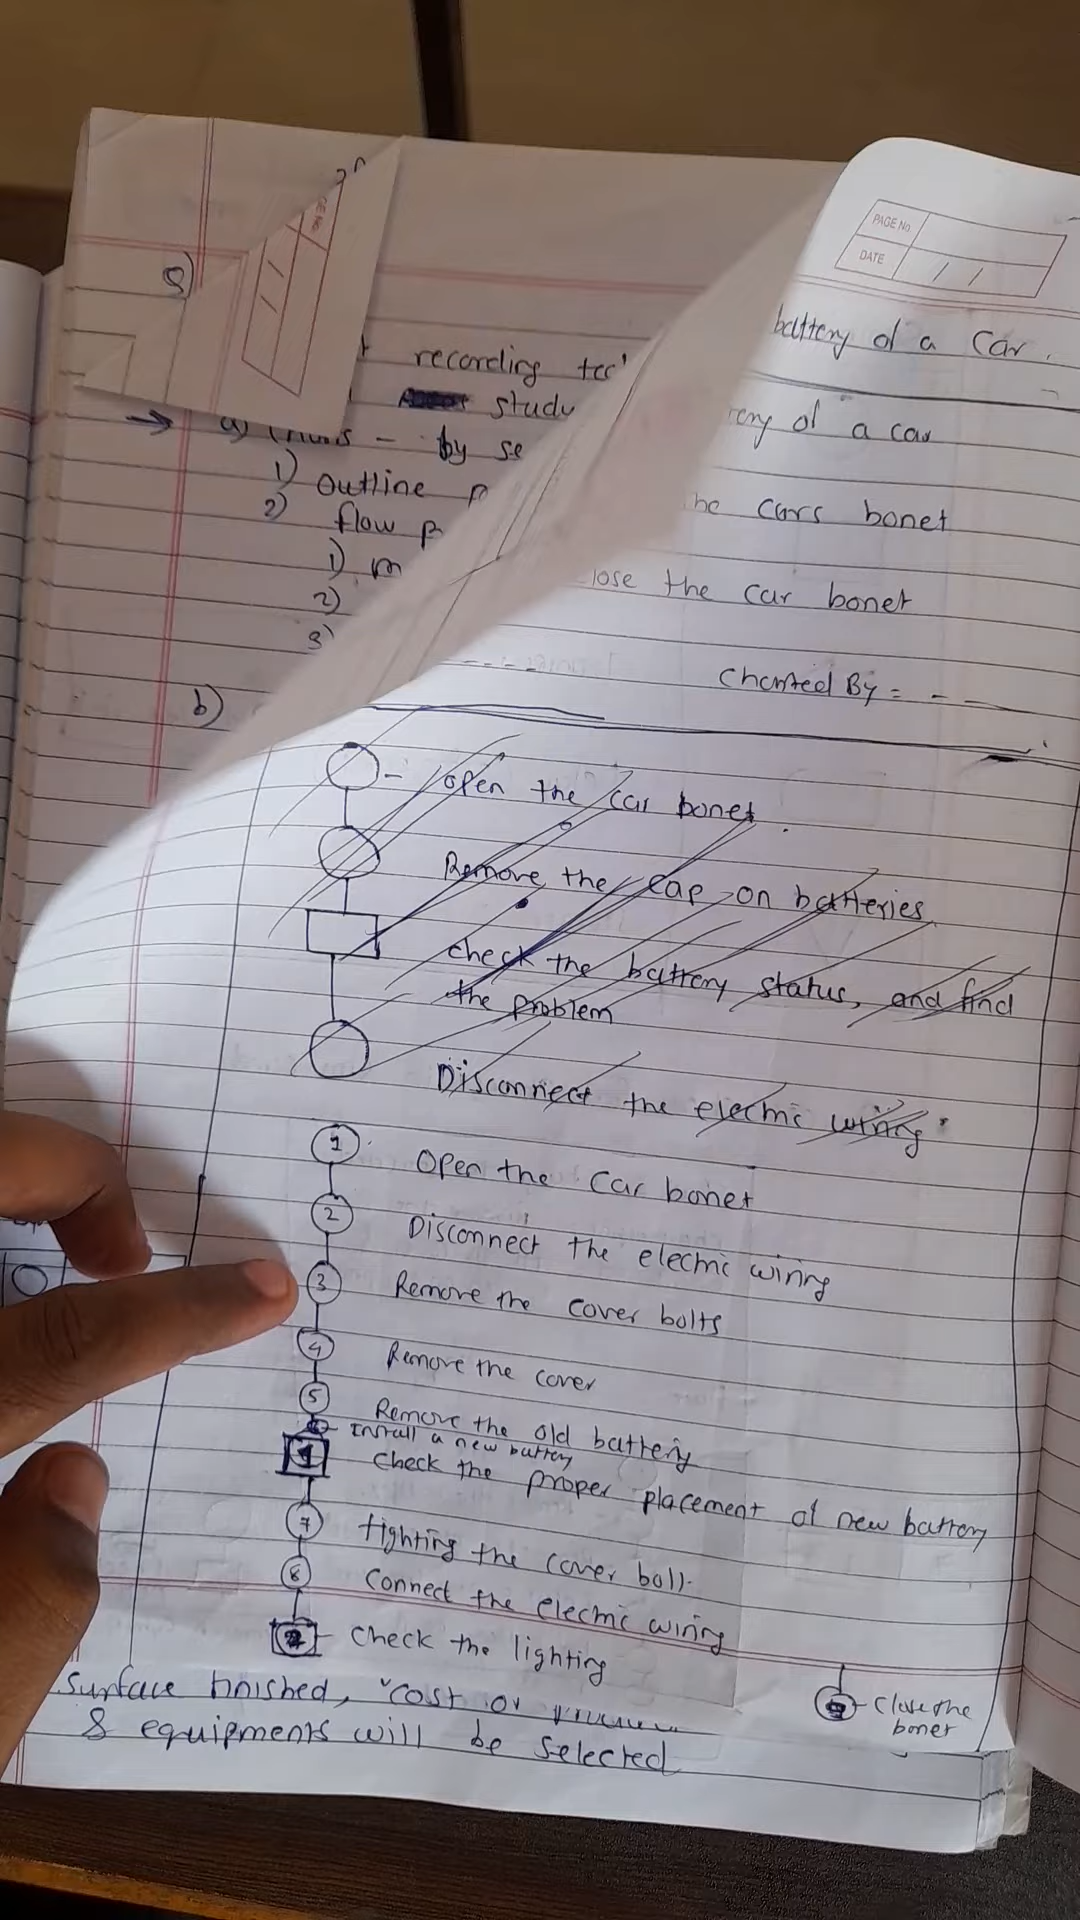 PAGE No.
DATE / /
battery of a Car.
recording
study
of a car
a)
by se
1) outline p
cars bonet
2) flow p
1) m
lose the car bonet
2)
3)
Charted By = - -
b)
- open the car bonet.
Remove the cap on batteries
check the battery status, and find
the problem
Disconnect the electric wiring
1 Open the Car bonet
2 Disconnect the electric wiring
3 Remove the cover bolts
4 Remove the cover
5 Remove the old battery
Install a new battery
1 Check the proper placement of new battery
7 tighting the cover bolt.
8 Connect the electric wiring
2 - Check the lighting
Surface finished, "cost of
9 - Close the
bonet
& equipments will be selected